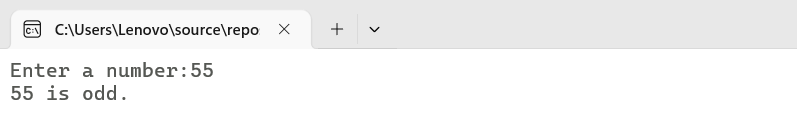 C:\Users\Lenovo\source\repo
Enter a number:55
55 is odd.